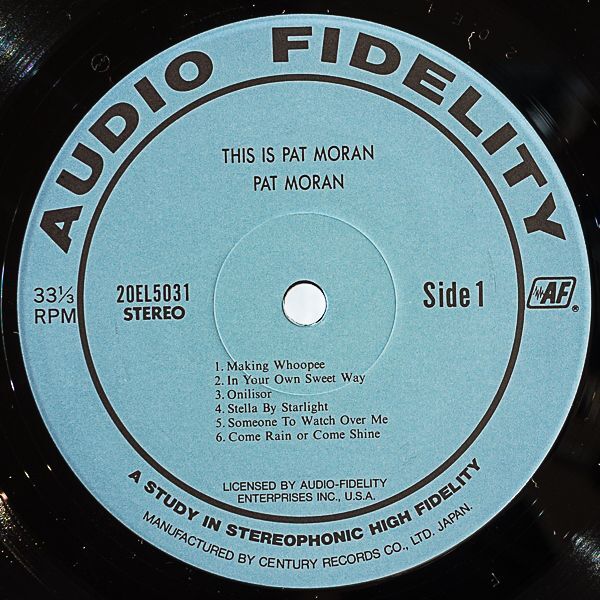 AUDIO FIDELITY
THIS IS PAT MORAN
PAT MORAN
33⅓
RPM
20EL5031
STEREO
Side 1
AF
®
1. Making Whoopee
2. In Your Own Sweet Way
3. Onilisor
4. Stella By Starlight
5. Someone To Watch Over Me
6. Come Rain or Come Shine
LICENSED BY AUDIO-FIDELITY
ENTERPRISES INC., U.S.A.
A STUDY IN STEREOPHONIC HIGH FIDELITY
MANUFACTURED BY CENTURY RECORDS CO., LTD. JAPAN.